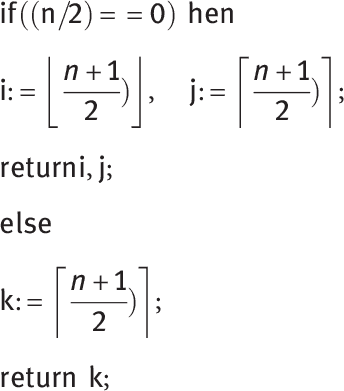 if((n/2)==0) hen
i:=⌊(n+1)/2)⌋, j:=⌈(n+1)/2)⌉;
returni,j;
else
k:=⌈(n+1)/2)⌉;
return k;